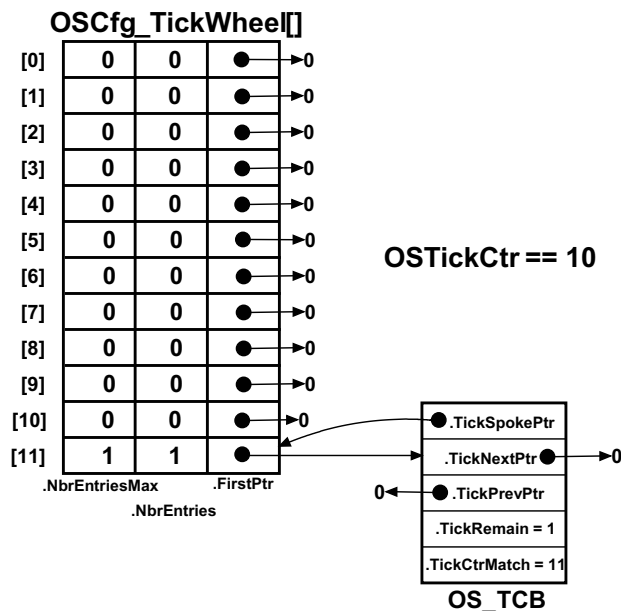 OSCfg_TickWheel[]
[0] 0 0 0
[1] 0 0 0
[2] 0 0 0
[3] 0 0 0
[4] 0 0 0
[5] 0 0 0
OSTickCtr == 10
[6] 0 0 0
[7] 0 0 0
[8] 0 0 0
[9] 0 0 0
[10] 0 0 0
[11] 1 1
.NbrEntriesMax
.FirstPtr
.NbrEntries
.TickSpokePtr
.TickNextPtr 0
0 .TickPrevPtr
.TickRemain = 1
.TickCtrMatch = 11
OS_TCB